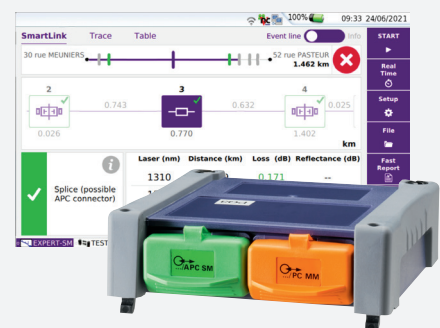 100% 09:33 24/06/2021
SmartLink Trace Table Event line Info
START
30 rue MEUNIERS
52 rue PASTEUR
1.462 km
Real
Time
2 3 4
0.743 0.632 0.025
Setup
0.026 0.770 1.402
km
File
Laser (nm) Distance (km) Loss (dB) Reflectance (dB)
Fast
Report
1310 0.171 --
Splice (possible
APC connector)
EXPERT-SM TEST
/APC SM
/PC MM